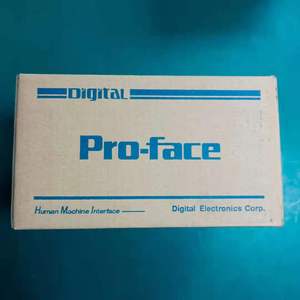 Digital
Pro-face
Human Machine Interface
Digital Electronics Corp.